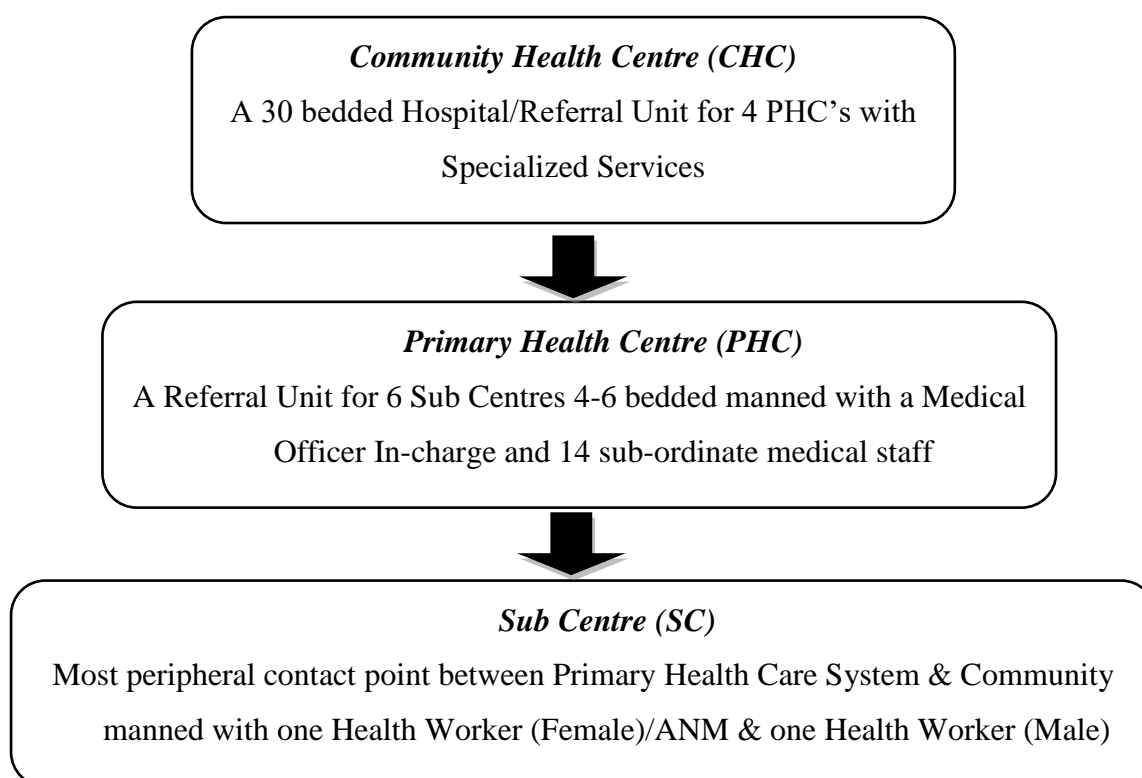 Community Health Centre (CHC)
A 30 bedded Hospital/Referral Unit for 4 PHC’s with
Specialized Services
Primary Health Centre (PHC)
A Referral Unit for 6 Sub Centres 4-6 bedded manned with a Medical
Officer In-charge and 14 sub-ordinate medical staff
Sub Centre (SC)
Most peripheral contact point between Primary Health Care System & Community
manned with one Health Worker (Female)/ANM & one Health Worker (Male)